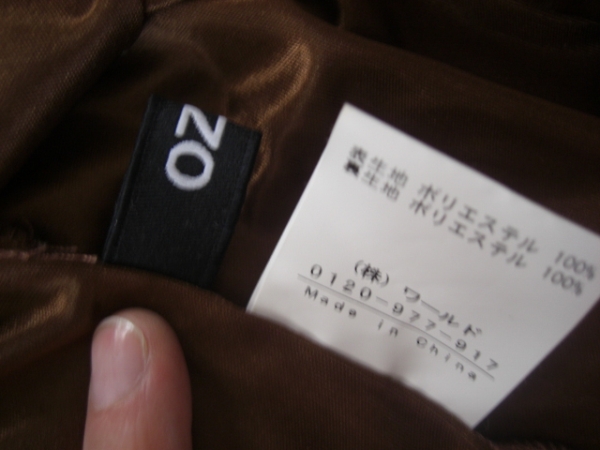 OZ
表生地 ポリエステル 100%
裏生地 ポリエステル 100%
(株) ワールド
0120-977-917
Made in China